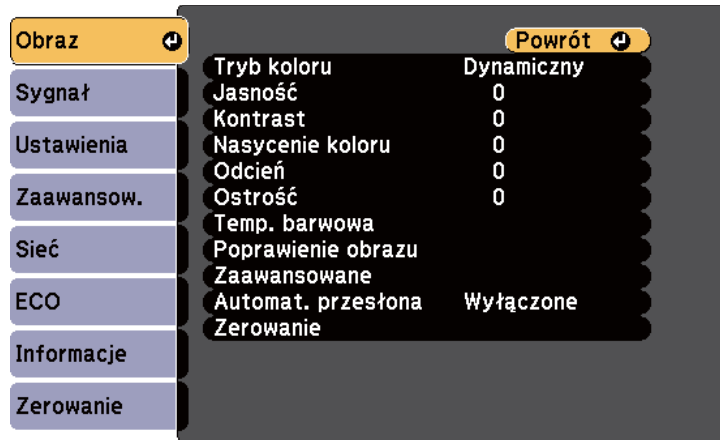 Obraz
Sygnał
Ustawienia
Zaawansow.
Sieć
ECO
Informacje
Zerowanie
Powrót
Tryb koloru Dynamiczny
Jasność 0
Kontrast 0
Nasycenie koloru 0
Odcień 0
Ostrość 0
Temp. barwowa
Poprawienie obrazu
Zaawansowane
Automat. przesłona Wyłączone
Zerowanie